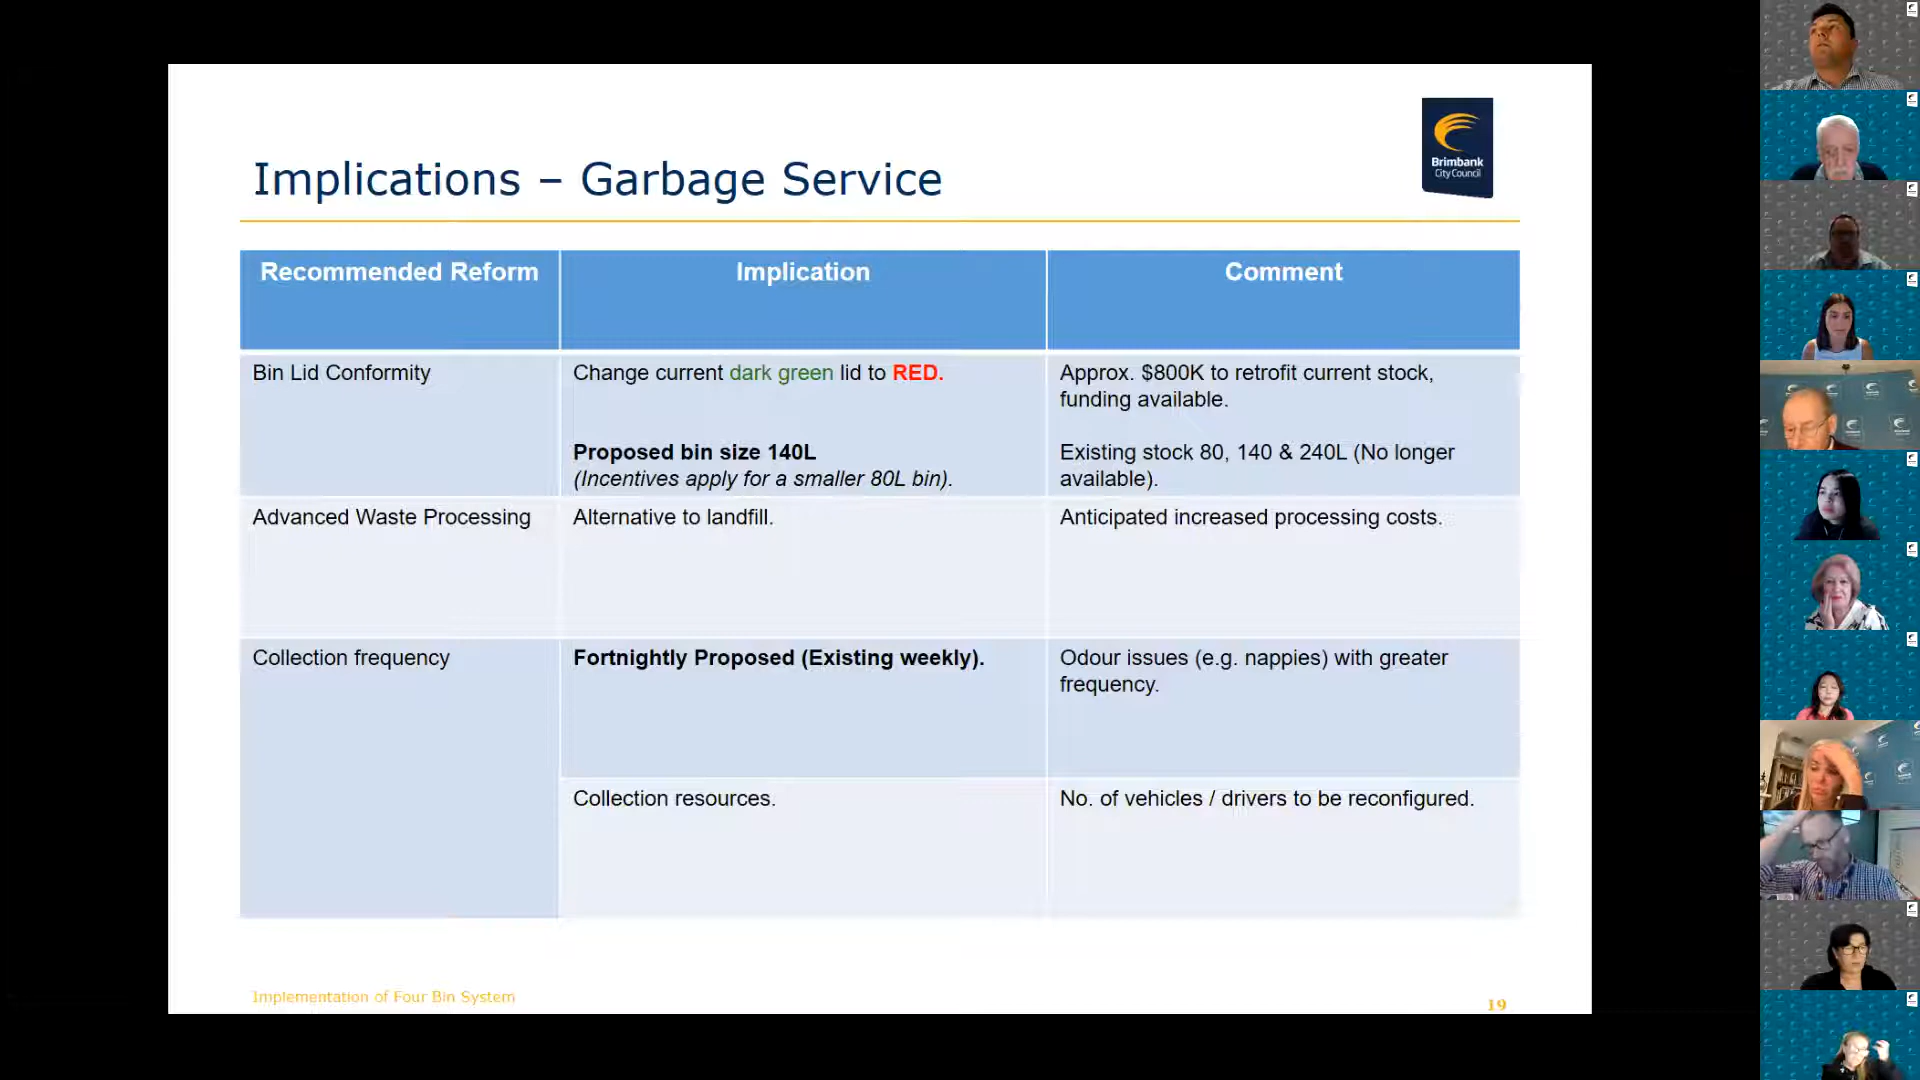 Brimbank
City Council
Implications – Garbage Service
Recommended Reform
Implication
Comment
Bin Lid Conformity
Change current dark green lid to RED.
Proposed bin size 140L
(Incentives apply for a smaller 80L bin).
Approx. $800K to retrofit current stock,
funding available.
Existing stock 80, 140 & 240L (No longer
available).
Advanced Waste Processing
Alternative to landfill.
Anticipated increased processing costs.
Collection frequency
Fortnightly Proposed (Existing weekly).
Odour issues (e.g. nappies) with greater
frequency.
Collection resources.
No. of vehicles / drivers to be reconfigured.
Implementation of Four Bin System
19